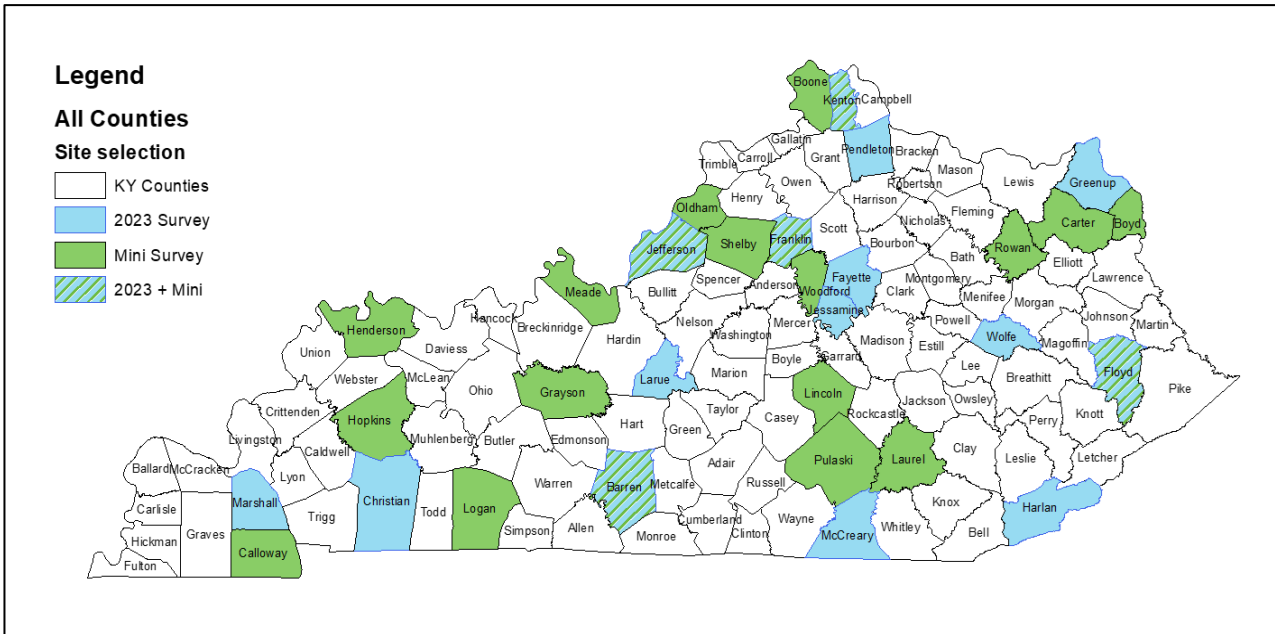 Legend
All Counties
Site selection
KY Counties
2023 Survey
Mini Survey
2023 + Mini
Boone
Kenton
Campbell
Gallatin
Carroll
Trimble
Grant
Pendleton
Bracken
Mason
Robertson
Lewis
Greenup
Owen
Henry
Oldham
Harrison
Nicholas
Fleming
Carter
Boyd
Rowan
Jefferson
Shelby
Franklin
Scott
Bourbon
Bath
Elliott
Lawrence
Meade
Bullitt
Spencer
Anderson
Woodford
Fayette
Clark
Montgomery
Menifee
Morgan
Johnson
Martin
Jessamine
Powell
Wolfe
Magoffin
Floyd
Pike
Henderson
Hancock
Breckinridge
Hardin
Nelson
Washington
Mercer
Madison
Estill
Lee
Breathitt
Union
Daviess
Webster
McLean
Ohio
Grayson
Larue
Marion
Boyle
Garrard
Lincoln
Jackson
Owsley
Perry
Knott
Crittenden
Hopkins
Muhlenberg
Butler
Edmonson
Hart
Green
Taylor
Casey
Rockcastle
Livingston
Caldwell
Lyon
Pulaski
Laurel
Clay
Leslie
Letcher
Ballard
McCracken
Marshall
Christian
Trigg
Todd
Logan
Warren
Barren
Metcalfe
Adair
Russell
Knox
Harlan
Carlisle
Graves
Hickman
Fulton
Calloway
Simpson
Allen
Monroe
Cumberland
Clinton
Wayne
McCreary
Whitley
Bell